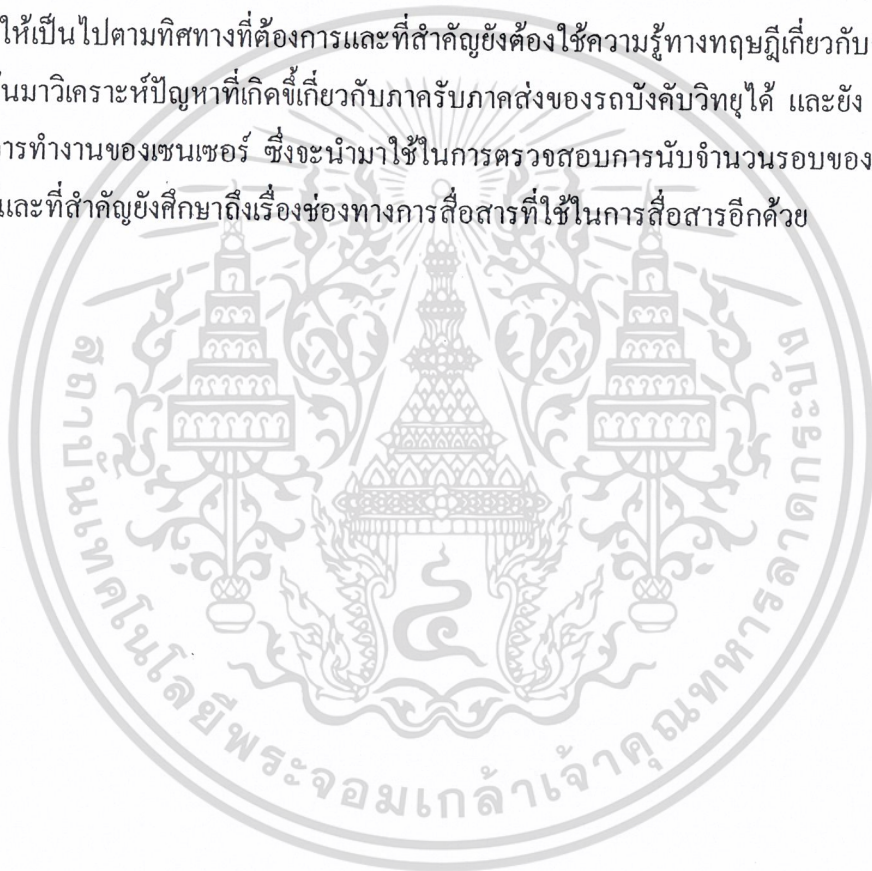 ให้เป็นไปตามทิศทางที่ต้องการและที่สำคัญยังต้องใช้ความรู้ทางทฤษฎีเกี่ยวกับ
นมาวิเคราะห์ปัญหาที่เกิดขึ้เกี่ยวกับภาครับภาคส่งของรถบังคับวิทยุได้ และยัง
ารทำงานของเซนเซอร์ ซึ่งจะนำมาใช้ในการตรวจสอบการนับจำนวนรอบของ
และที่สำคัญยังศึกษาถึงเรื่องช่องทางการสื่อสารที่ใช้ในการสื่อสารอีกด้วย
สถาบันเทคโนโลยีพระจอมเกล้าเจ้าคุณทหารลาดกระบัง